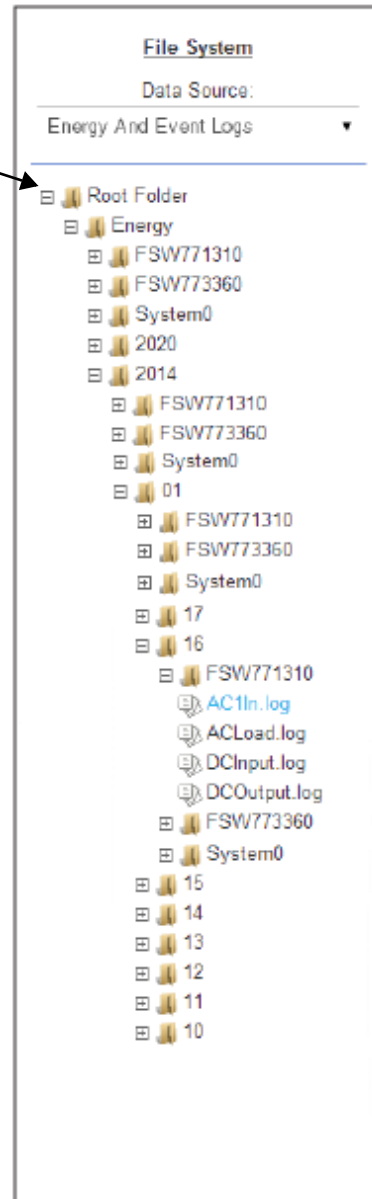 File System
Data Source:
Energy And Event Logs
Root Folder
Energy
FSW771310
FSW773360
System0
2020
2014
FSW771310
FSW773360
System0
01
FSW771310
FSW773360
System0
17
16
FSW771310
AC1In.log
ACLoad.log
DCInput.log
DCOutput.log
FSW773360
System0
15
14
13
12
11
10